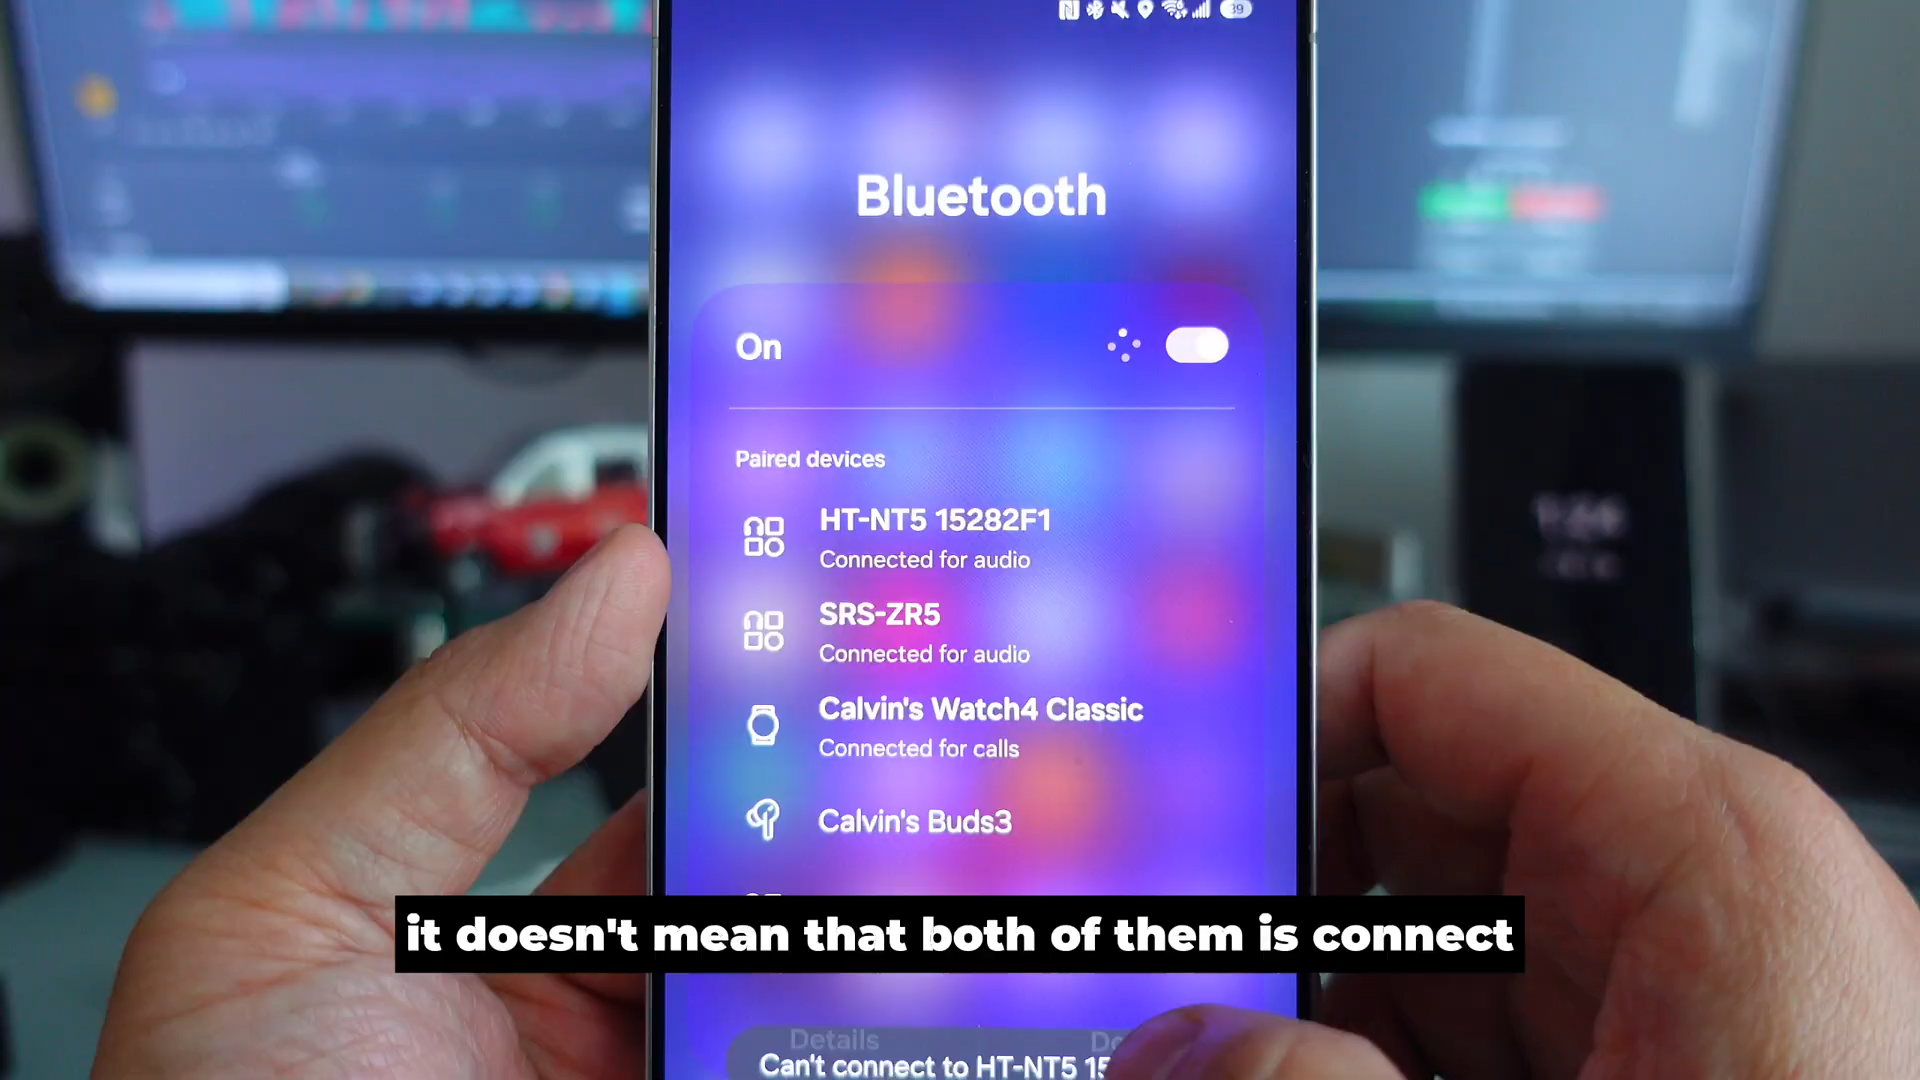 39
Bluetooth
On
Paired devices
HT-NT5 15282F1
Connected for audio
SRS-ZR5
Connected for audio
Calvin's Watch4 Classic
Connected for calls
Calvin's Buds3
it doesn't mean that both of them is connect
Details
Can't connect to HT-NT5